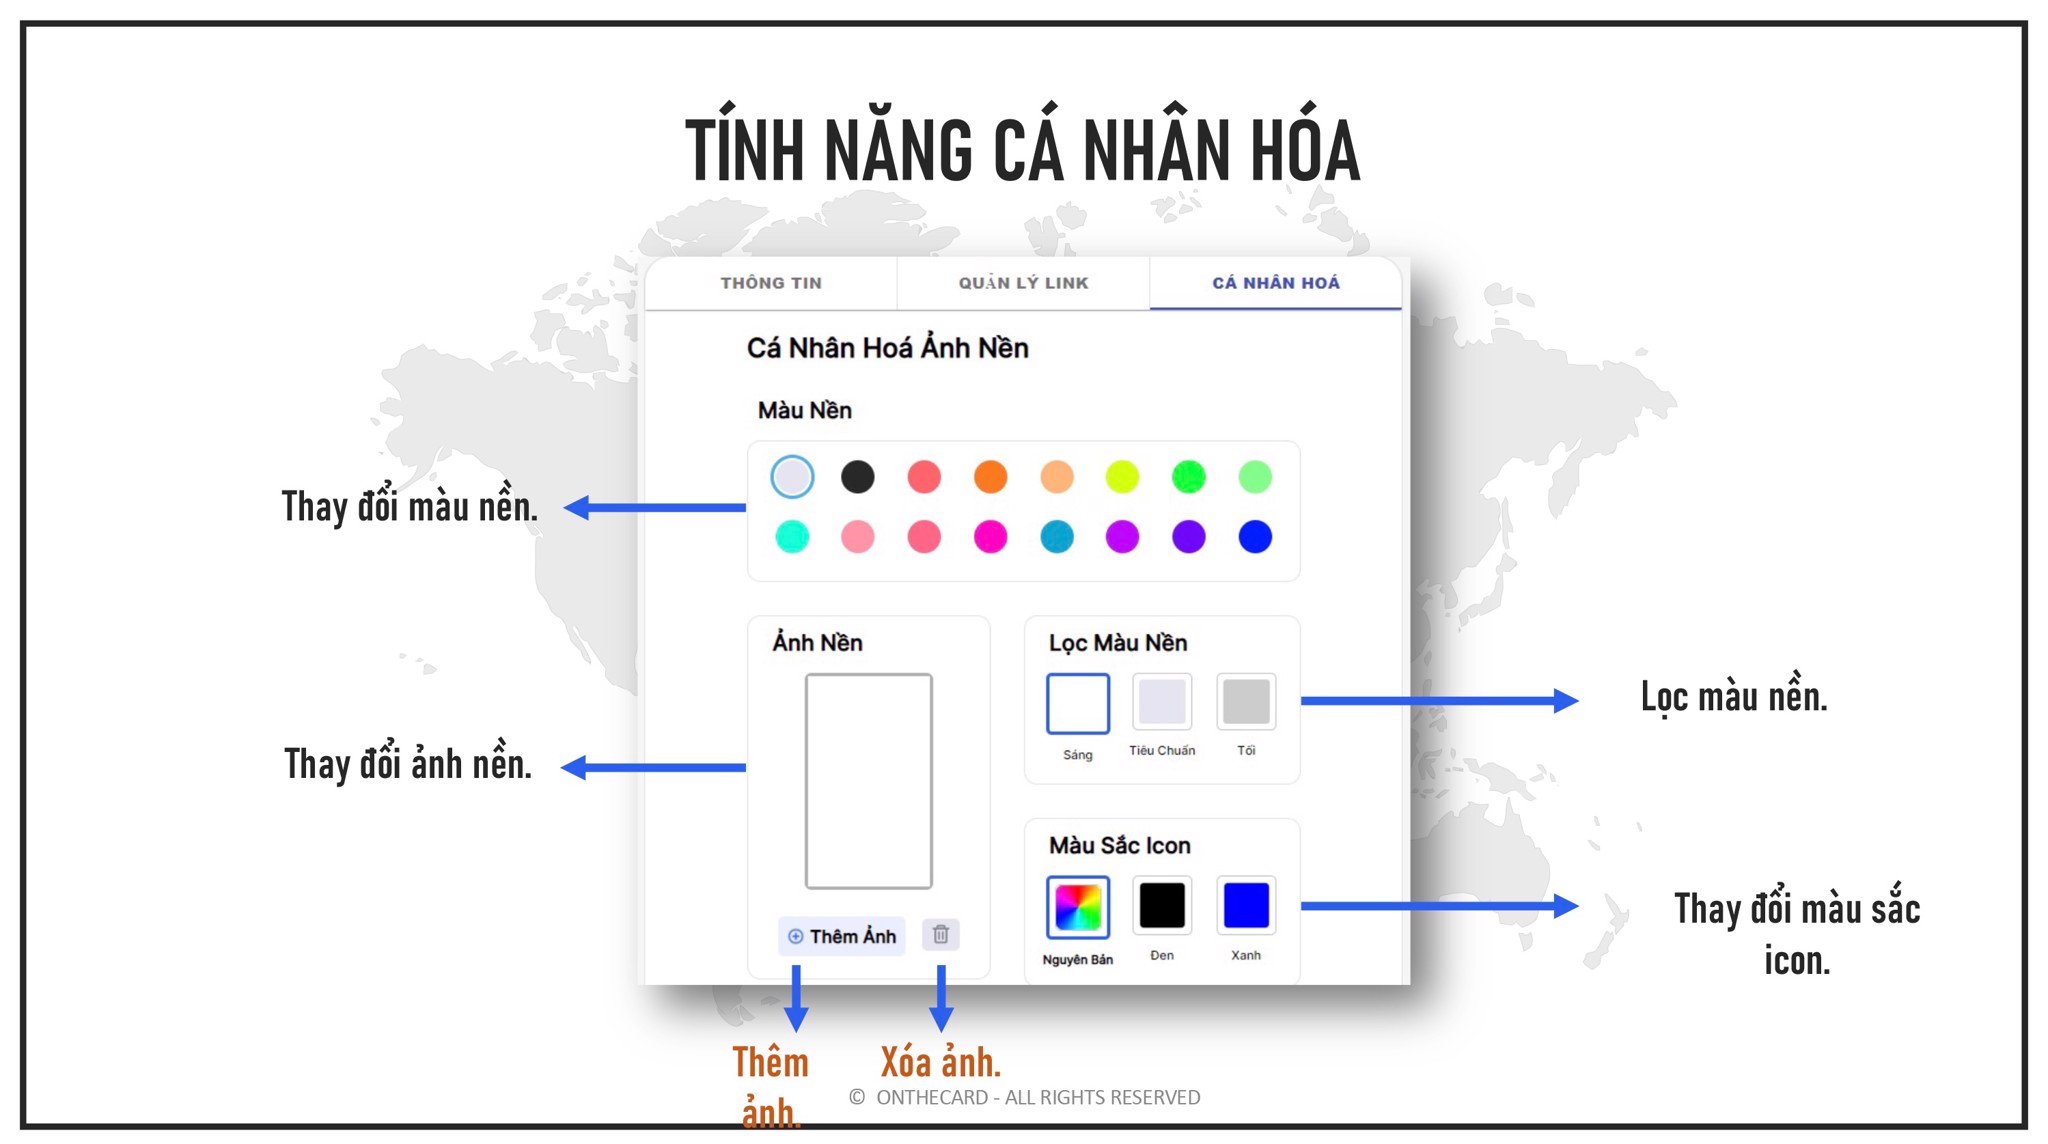 TÍNH NĂNG CÁ NHÂN HÓA
THÔNG TIN
QUẢN LÝ LINK
CÁ NHÂN HOÁ
Cá Nhân Hoá Ảnh Nền
Màu Nền
Thay đổi màu nền.
Ảnh Nền
Lọc Màu Nền
Sáng
Tiêu Chuẩn
Tối
Lọc màu nền.
Thay đổi ảnh nền.
Màu Sắc Icon
Nguyên Bản
Đen
Xanh
Thay đổi màu sắc
icon.
Thêm Ảnh
Thêm
ảnh.
Xóa ảnh.
© ONTHECARD - ALL RIGHTS RESERVED